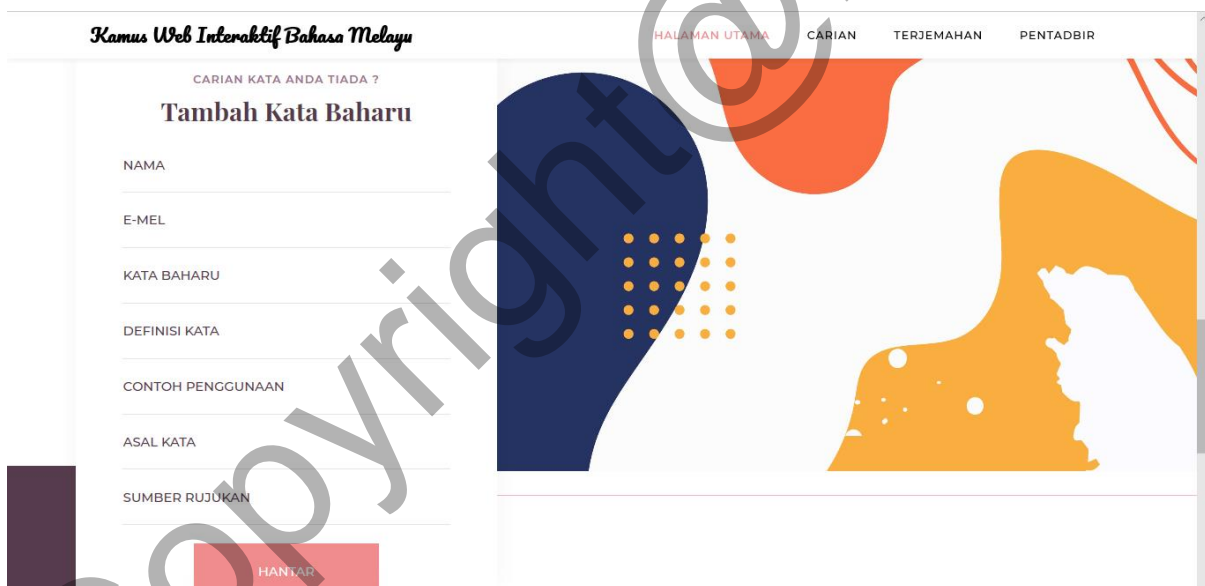 Kamus Web Interaktif Bahasa Melayu
HALAMAN UTAMA CARIAN TERJEMAHAN PENTADBIR
CARIAN KATA ANDA TIADA ?
Tambah Kata Baharu
NAMA
E-MEL
KATA BAHARU
DEFINISI KATA
CONTOH PENGGUNAAN
ASAL KATA
SUMBER RUJUKAN
HANTAR
copyright@